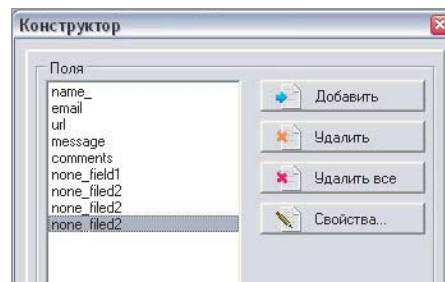 Конструктор
Поля
name_
email
url
message
comments
none_field1
none_filed2
none_filed2
none_filed2
Добавить
Удалить
Удалить все
Свойства...